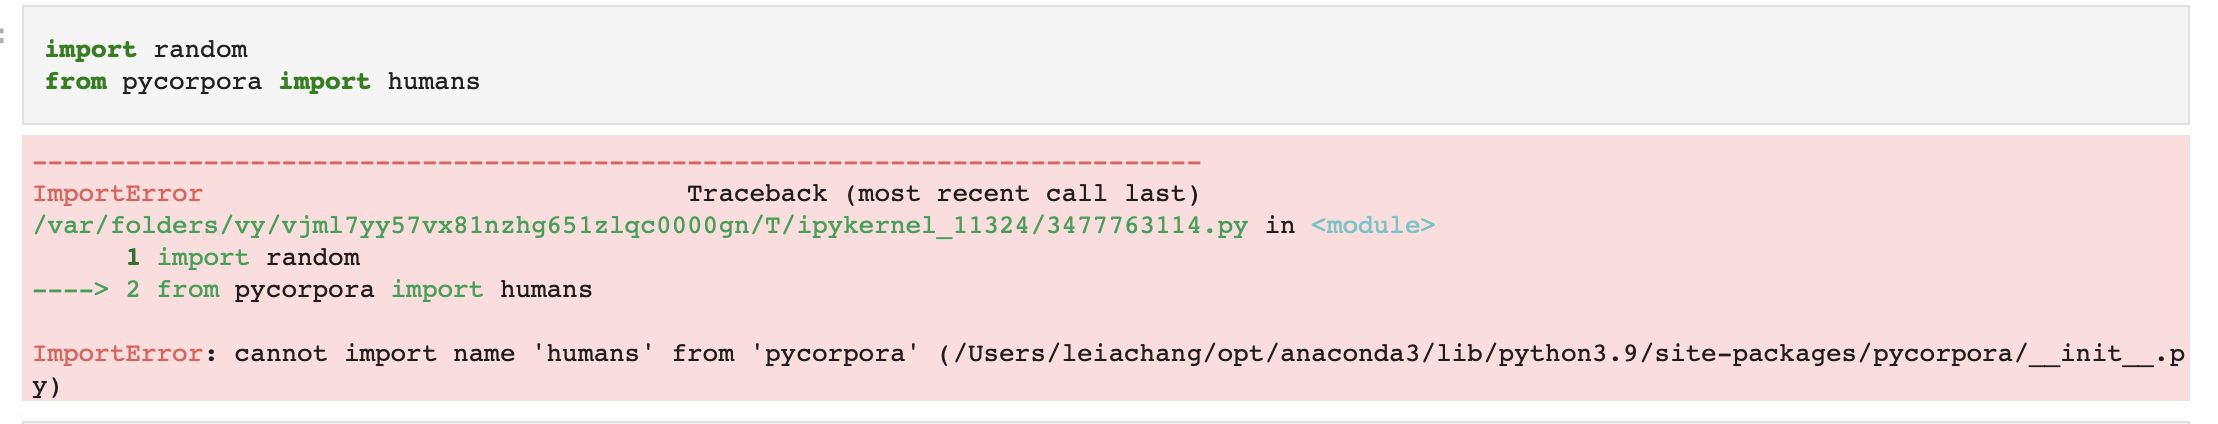 :
import random
from pycorpora import humans
---------------------------------------------------------------------------
ImportError Traceback (most recent call last)
/var/folders/vy/vjml7yy57vx81nzhg651zlqc0000gn/T/ipykernel_11324/3477763114.py in <module>
1 import random
----> 2 from pycorpora import humans
ImportError: cannot import name 'humans' from 'pycorpora' (/Users/leiachang/opt/anaconda3/lib/python3.9/site-packages/pycorpora/__init__.p
y)